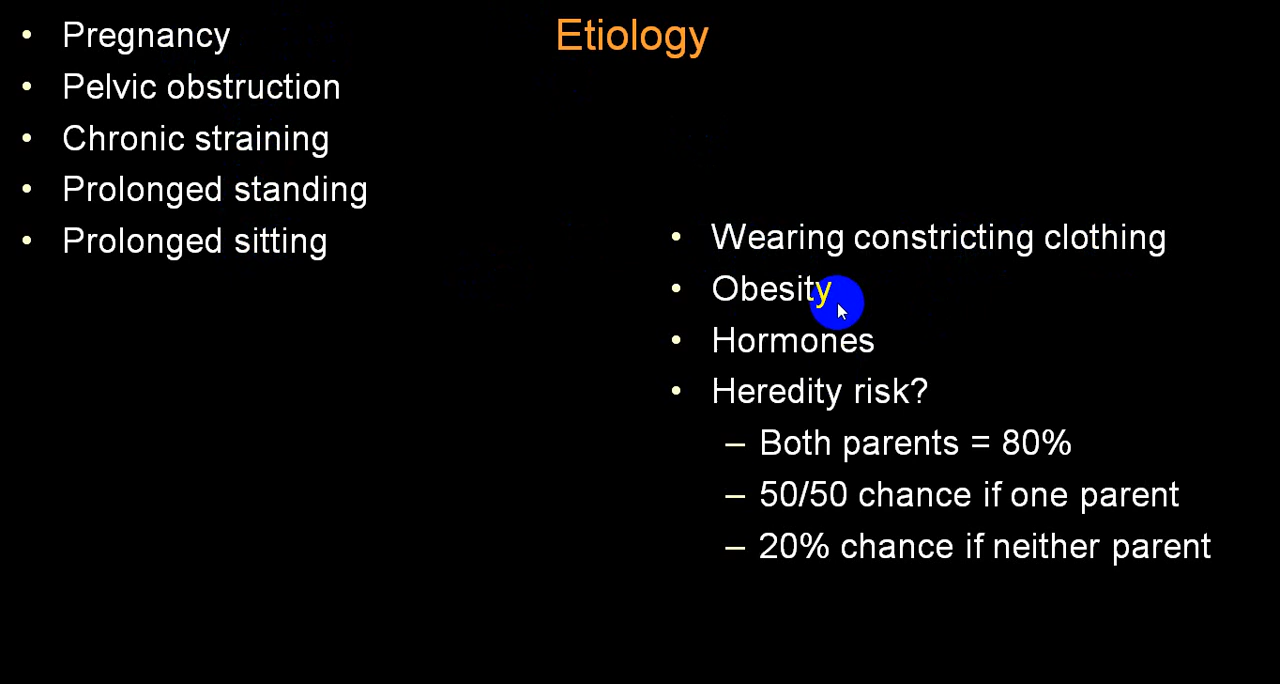 Etiology
• Pregnancy
• Pelvic obstruction
• Chronic straining
• Prolonged standing
• Prolonged sitting
• Wearing constricting clothing
• Obesity
• Hormones
• Heredity risk?
– Both parents = 80%
– 50/50 chance if one parent
– 20% chance if neither parent